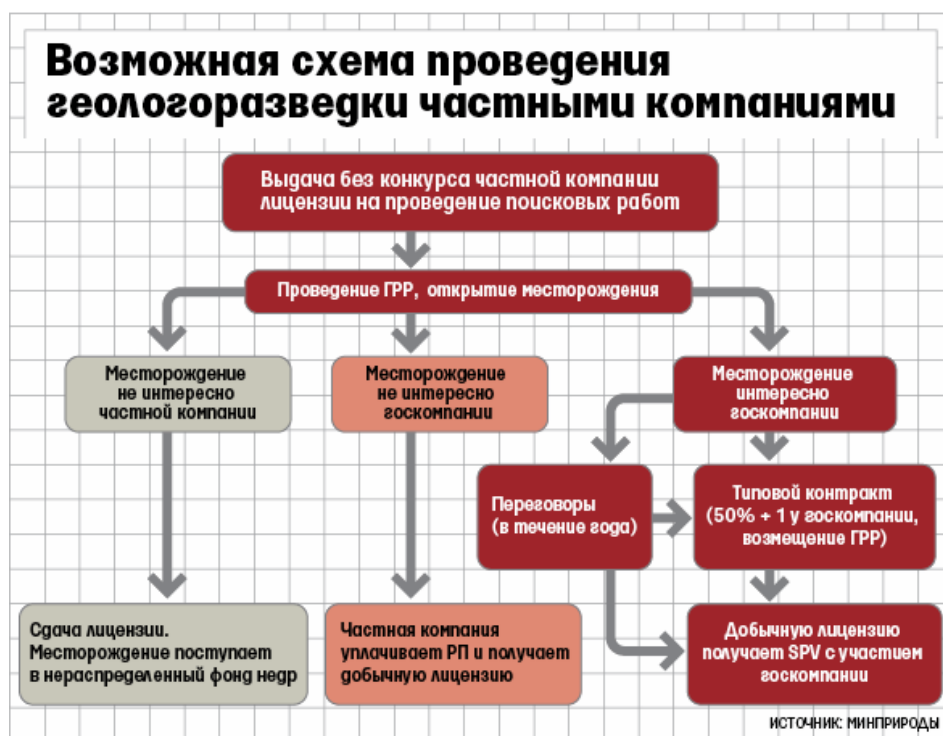 Возможная схема проведения
геологоразведки частными компаниями
Выдача без конкурса частной компании
лицензии на проведение поисковых работ
Проведение ГРР, открытие месторождения
Месторождение
не интересно
частной компании
Месторождение
не интересно
госкомпании
Месторождение
интересно
госкомпании
Переговоры
(в течение года)
Типовой контракт
(50% + 1 у госкомпании,
возмещение ГРР)
Сдача лицензии.
Месторождение поступает
в нераспределенный фонд недр
Частная компания
уплачивает РП и получает
добычную лицензию
Добычную лицензию
получает SPV с участием
госкомпании
ИСТОЧНИК: МИНПРИРОДЫ